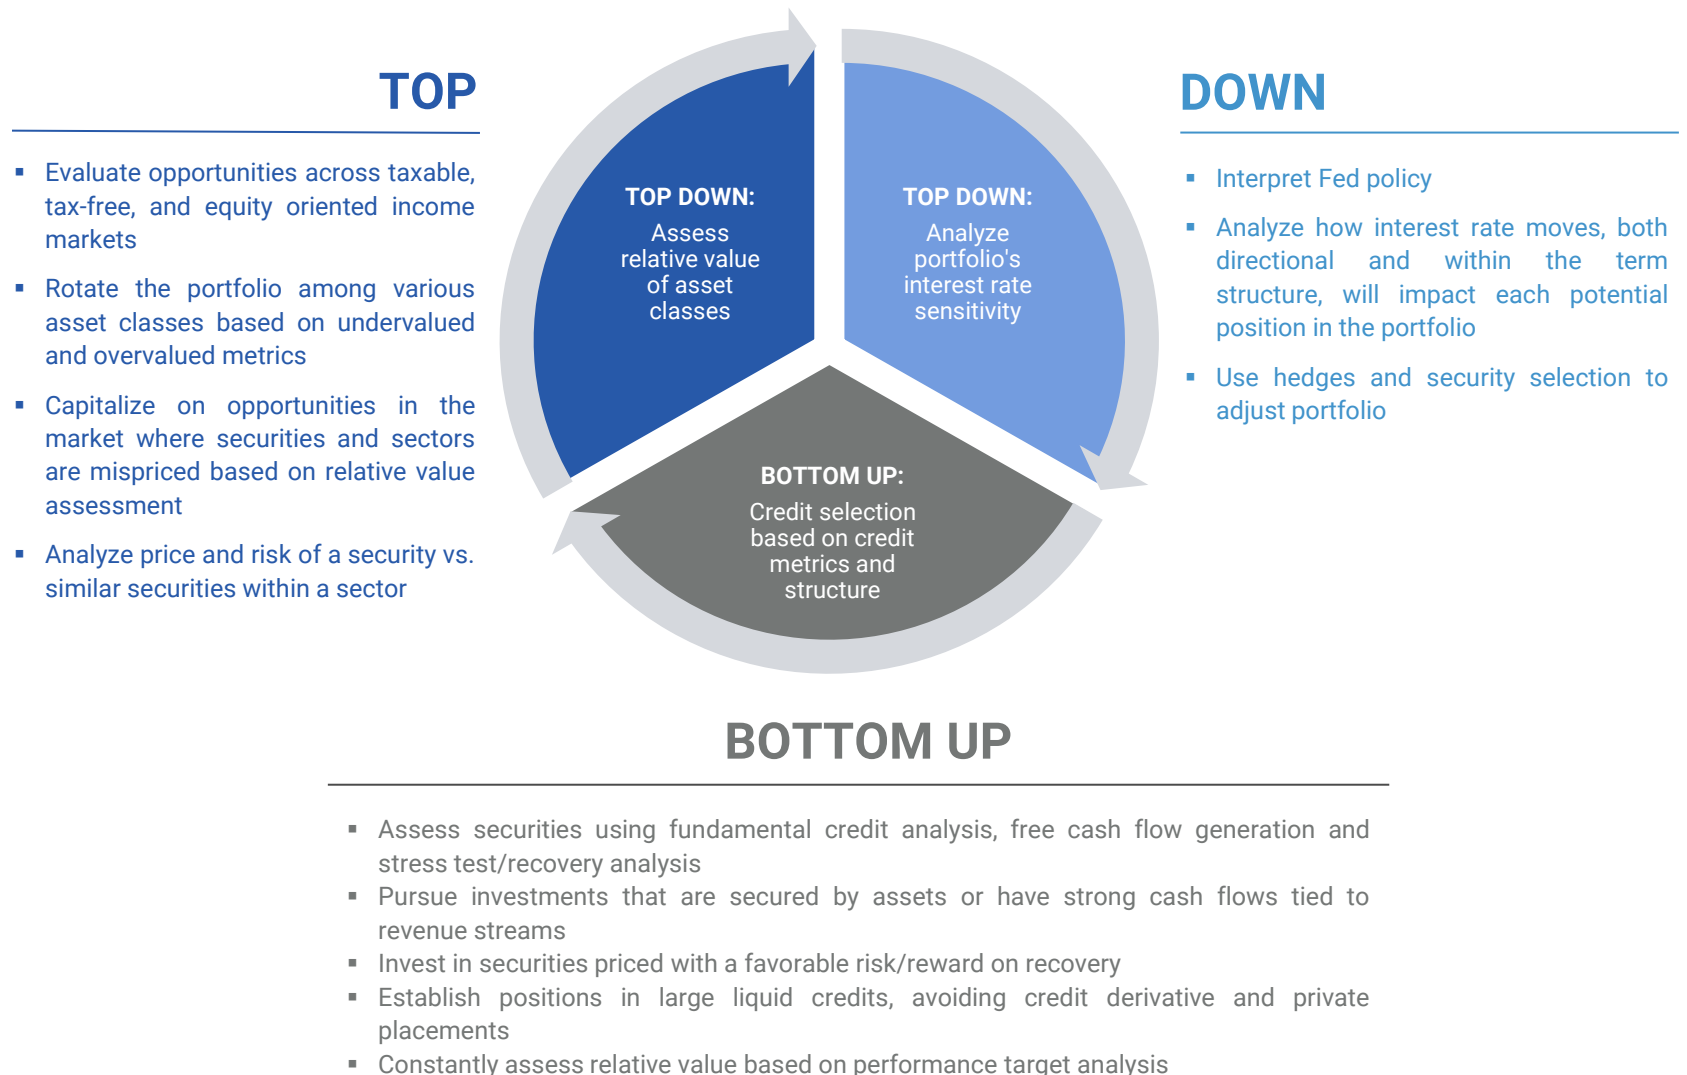 TOP
▪ Evaluate opportunities across taxable,
tax-free, and equity oriented income
markets
▪ Rotate the portfolio among various
asset classes based on undervalued
and overvalued metrics
▪ Capitalize on opportunities in the
market where securities and sectors
are mispriced based on relative value
assessment
▪ Analyze price and risk of a security vs.
similar securities within a sector
TOP DOWN:
Assess
relative value
of asset
classes
TOP DOWN:
Analyze
portfolio's
interest rate
sensitivity
BOTTOM UP:
Credit selection
based on credit
metrics and
structure
DOWN
▪ Interpret Fed policy
▪ Analyze how interest rate moves, both
directional and within the term
structure, will impact each potential
position in the portfolio
▪ Use hedges and security selection to
adjust portfolio
BOTTOM UP
▪ Assess securities using fundamental credit analysis, free cash flow generation and
stress test/recovery analysis
▪ Pursue investments that are secured by assets or have strong cash flows tied to
revenue streams
▪ Invest in securities priced with a favorable risk/reward on recovery
▪ Establish positions in large liquid credits, avoiding credit derivative and private
placements
▪ Constantly assess relative value based on performance target analysis